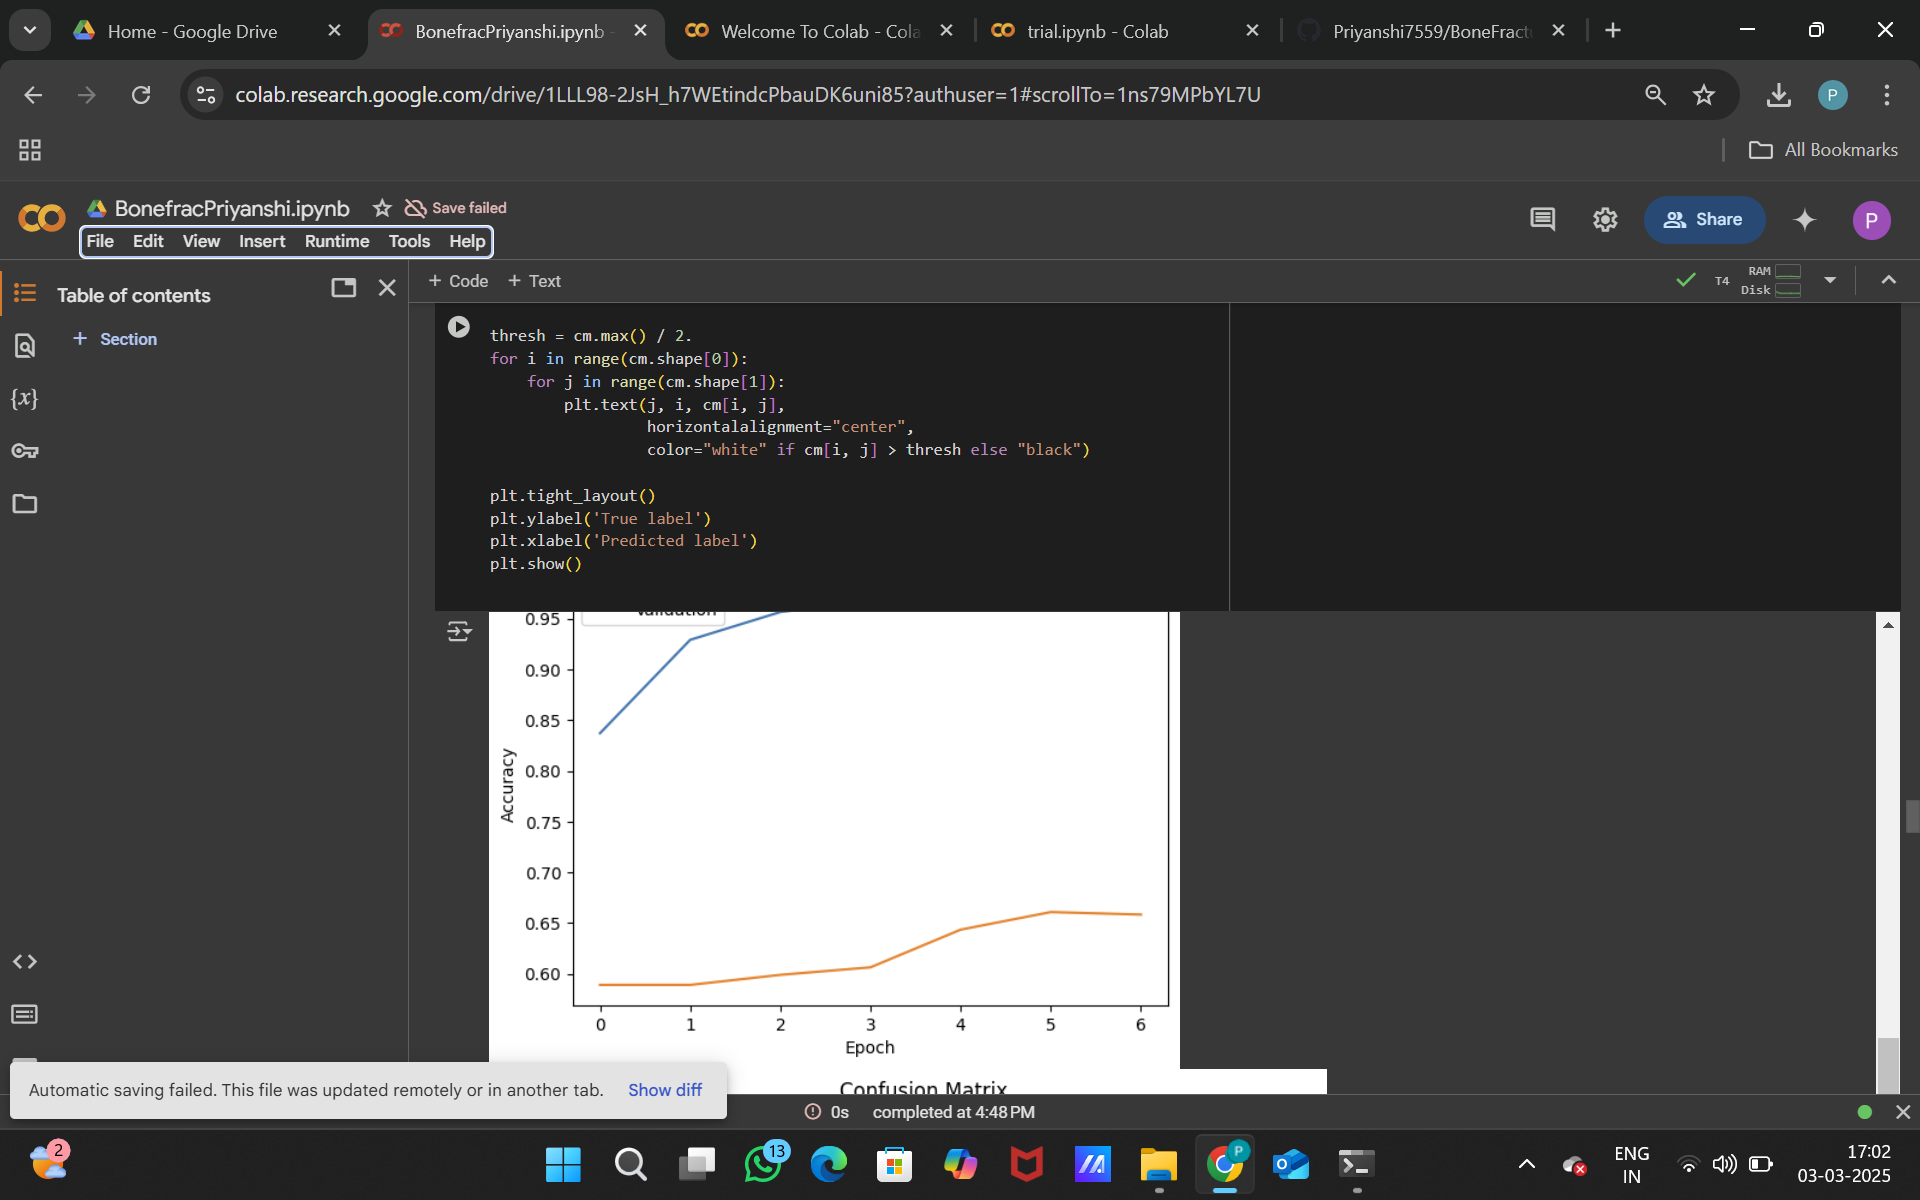 Home - Google Drive
BonefracPriyanshi.ipynb -
Welcome To Colab - Cola
trial.ipynb - Colab
Priyanshi7559/BoneFractu
colab.research.google.com/drive/1LLL98-2JsH_h7WEtindcPbauDK6uni85?authuser=1#scrollTo=1ns79MPbYL7U
P
All Bookmarks
BonefracPriyanshi.ipynb
Save failed
File Edit View Insert Runtime Tools Help
Share
P
Table of contents
+ Section
+ Code + Text
T4
RAM
Disk
{x}
thresh = cm.max() / 2.
for i in range(cm.shape[0]):
    for j in range(cm.shape[1]):
        plt.text(j, i, cm[i, j],
                 horizontalalignment="center",
                 color="white" if cm[i, j] > thresh else "black")
plt.tight_layout()
plt.ylabel('True label')
plt.xlabel('Predicted label')
plt.show()
Validation
0.95
0.90
0.85
0.80
0.75
0.70
0.65
0.60
Accuracy
0 1 2 3 4 5 6
Epoch
Confusion Matrix
Automatic saving failed. This file was updated remotely or in another tab. Show diff
0s completed at 4:48 PM
2
13
P
ENG
IN
17:02
03-03-2025